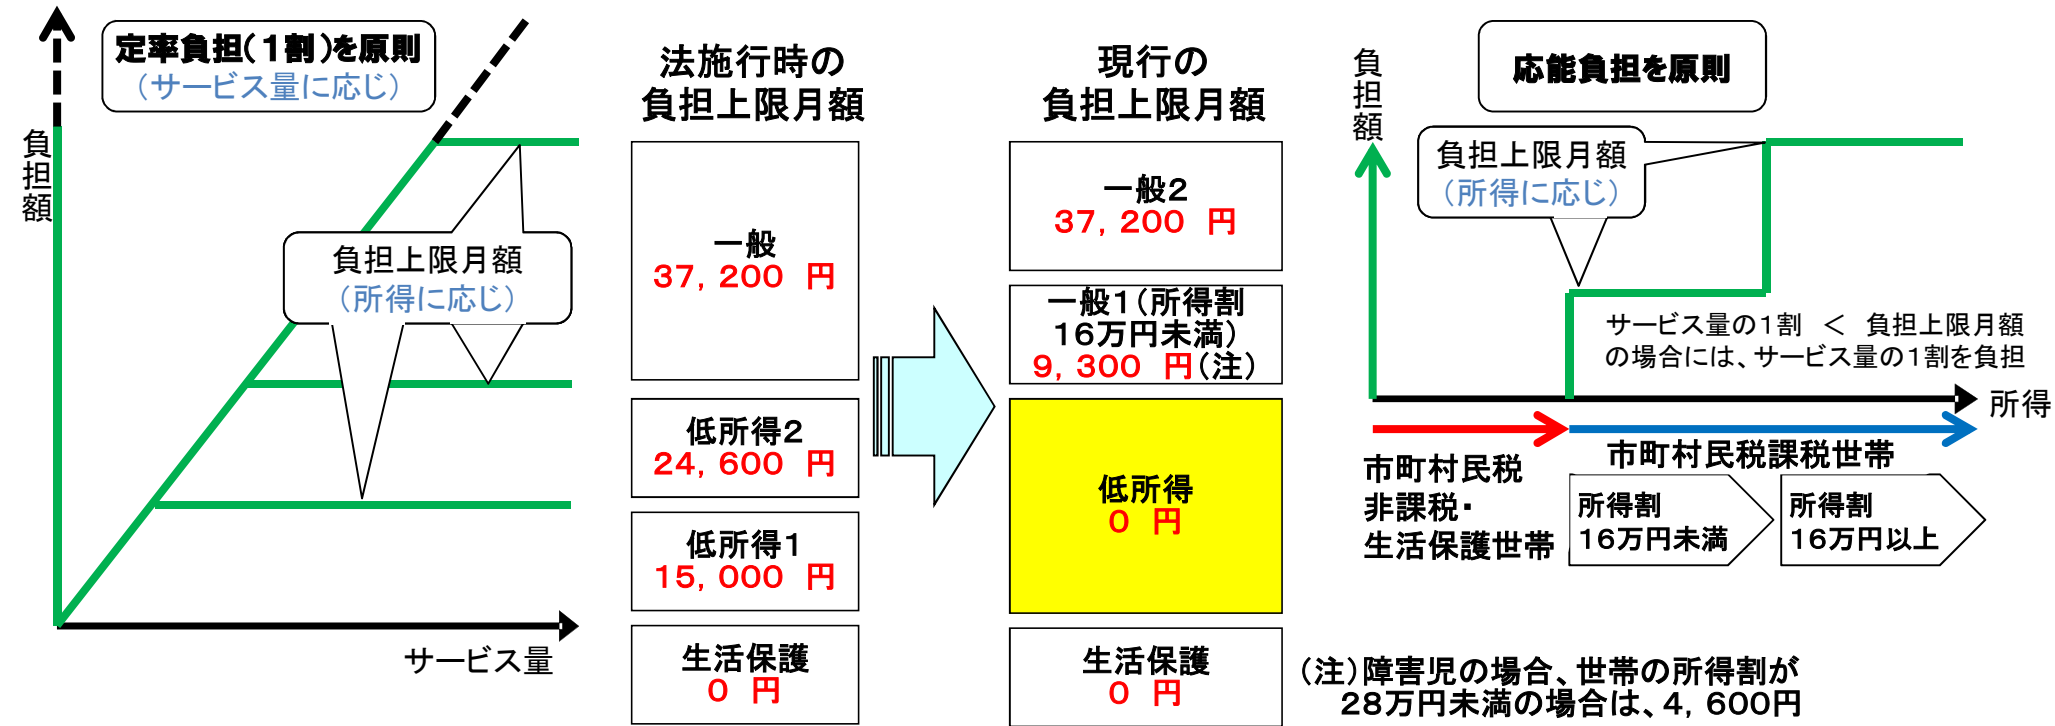 定率負担(1割)を原則
(サービス量に応じ)
負担額
負担上限月額
(所得に応じ)
サービス量
法施行時の
負担上限月額
一般
37,200 円
低所得2
24,600 円
低所得1
15,000 円
生活保護
0 円
現行の
負担上限月額
一般2
37,200 円
一般1(所得割
16万円未満)
9,300 円(注)
低所得
0 円
生活保護
0 円
応能負担を原則
負担額
負担上限月額
(所得に応じ)
サービス量の1割 < 負担上限月額
の場合には、サービス量の1割を負担
所得
市町村民税
非課税・
生活保護世帯
市町村民税課税世帯
所得割
16万円未満
所得割
16万円以上
(注)障害児の場合、世帯の所得割が
28万円未満の場合は、4,600円